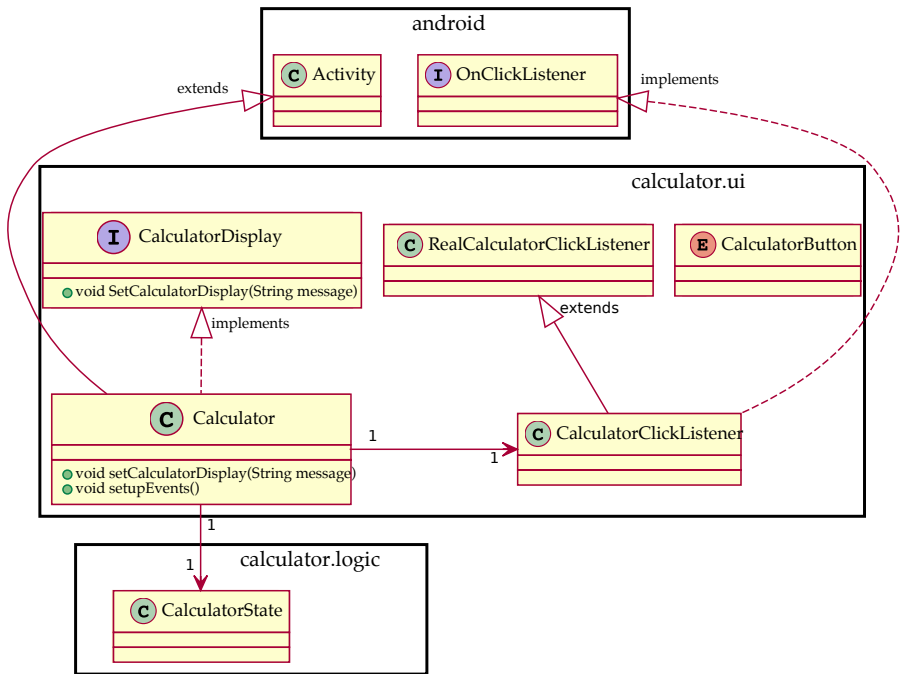 android
C Activity
I OnClickListener
extends
implements
calculator.ui
I CalculatorDisplay
void SetCalculatorDisplay(String message)
C RealCalculatorClickListener
E CalculatorButton
implements
extends
C Calculator
void setCalculatorDisplay(String message)
void setupEvents()
1
1
C CalculatorClickListener
1
1
calculator.logic
C CalculatorState